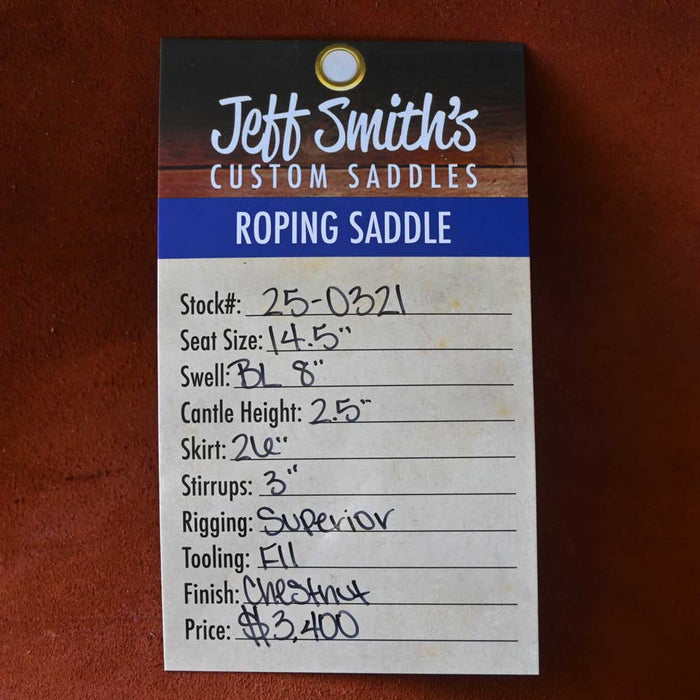 Jeff Smith's
CUSTOM SADDLES
ROPING SADDLE
Stock#: 25-0321
Seat Size: 14.5"
Swell: BL 8"
Cantle Height: 2.5"
Skirt: 26"
Stirrups: 3"
Rigging: Superior
Tooling: F11
Finish: Chestnut
Price: $3,400